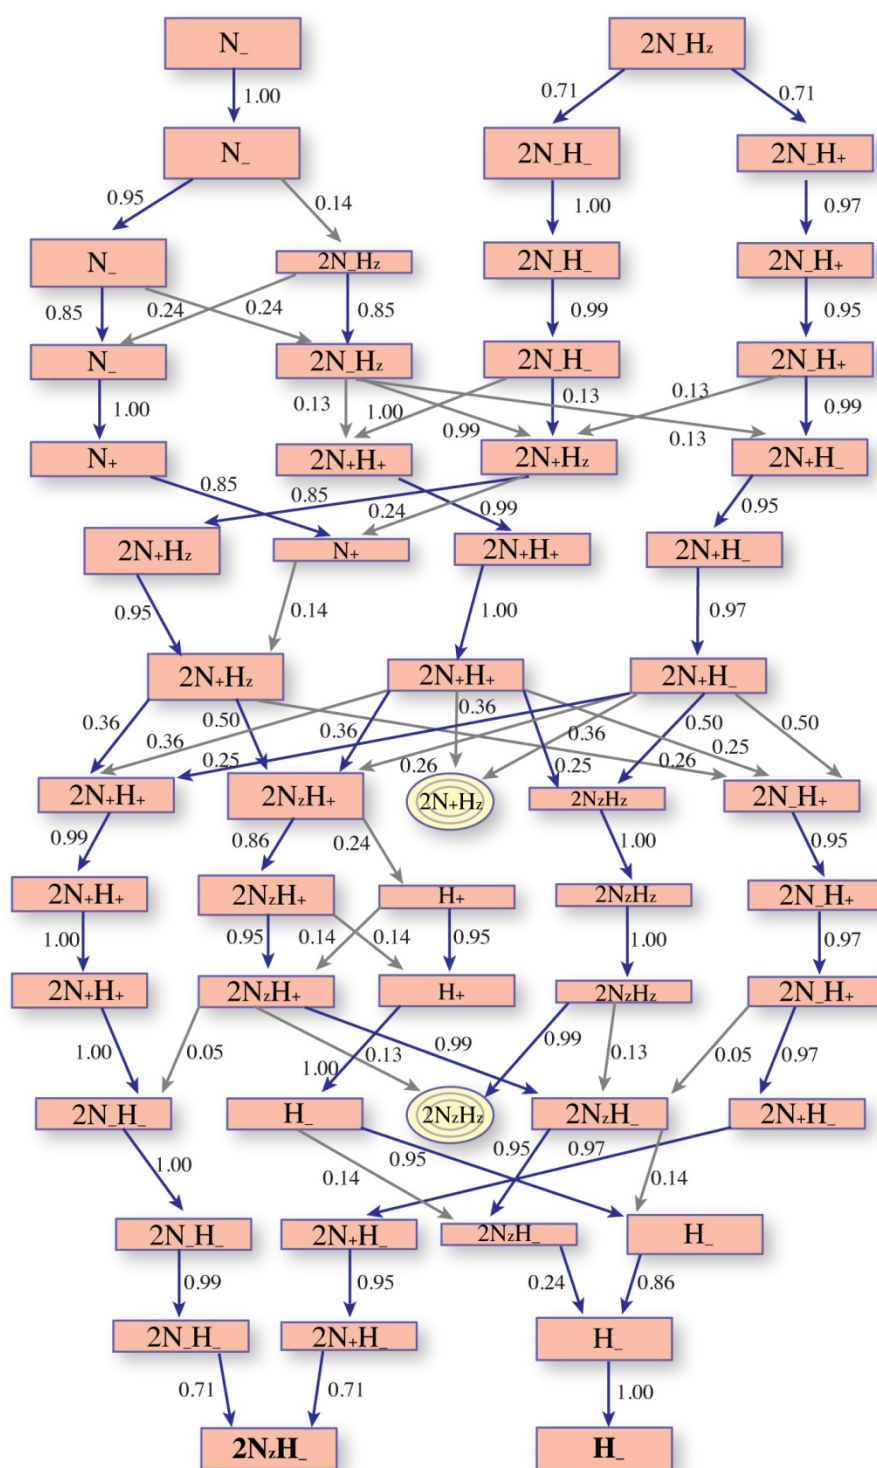 N_ 2N_Hz
1.00 0.71 0.71
N_ 2N_H_ 2N_H+
0.95 0.14 1.00 0.97
N_ 2N_Hz 2N_H_ 2N_H+
0.85 0.24 0.24 0.85 0.99 0.95
N_ 2N_Hz 2N_H_ 2N_H+
1.00 0.13 1.00 0.99 0.13 0.13 0.13 0.99
N+ 2N+H+ 2N+Hz 2N+H_
0.85 0.85 0.99 0.24 0.95
2N+Hz N+ 2N+H+ 2N+H_
0.95 0.14 1.00 0.97
2N+Hz 2N+H+ 2N+H_
0.36 0.36 0.50 0.36 0.36 0.36 0.50 0.50
0.25 0.26 0.25 0.26 0.25
2N+H+ 2NzH+ 2N+Hz 2NzHz 2N_H+
0.99 0.86 0.24 1.00 0.95
2N+H+ 2NzH+ H+ 2NzHz 2N_H+
1.00 0.95 0.14 0.14 0.95 1.00 0.97
2N+H+ 2NzH+ H+ 2NzHz 2N_H+
1.00 0.05 1.00 0.13 0.99 0.99 0.13 0.05 0.97
2N_H_ H_ 2NzHz 2NzH_ 2N+H_
1.00 0.14 0.95 0.95 0.97 0.14
2N_H_ 2N+H_ 2NzH_ H_
0.99 0.95 0.24 0.86
2N_H_ 2N+H_ H_
0.71 0.71 1.00
2NzH_ H_